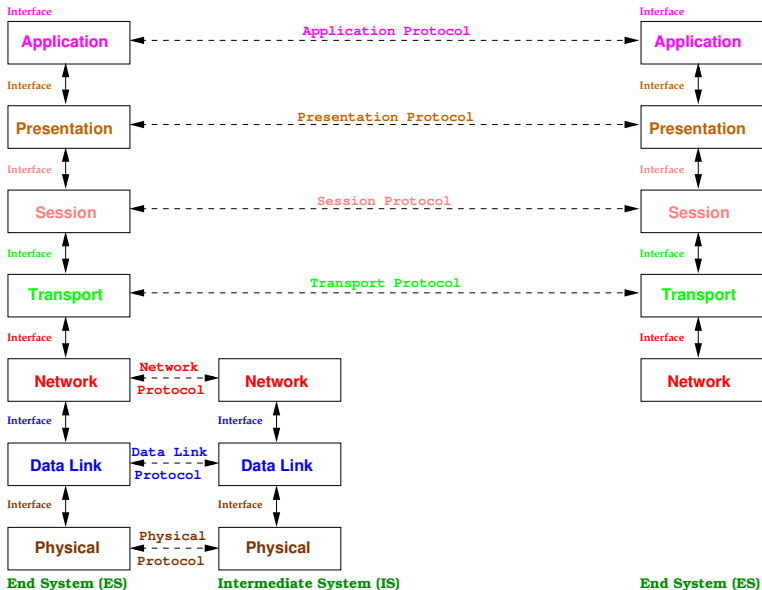 Interface
Interface
Application
Application Protocol
Application
Interface
Interface
Presentation
Presentation Protocol
Presentation
Interface
Interface
Session
Session Protocol
Session
Interface
Interface
Transport
Transport Protocol
Transport
Interface
Interface
Network
Network
Protocol
Network
Network
Interface
Interface
Data Link
Data Link
Protocol
Data Link
Interface
Interface
Physical
Physical
Protocol
Physical
End System (ES)
Intermediate System (IS)
End System (ES)